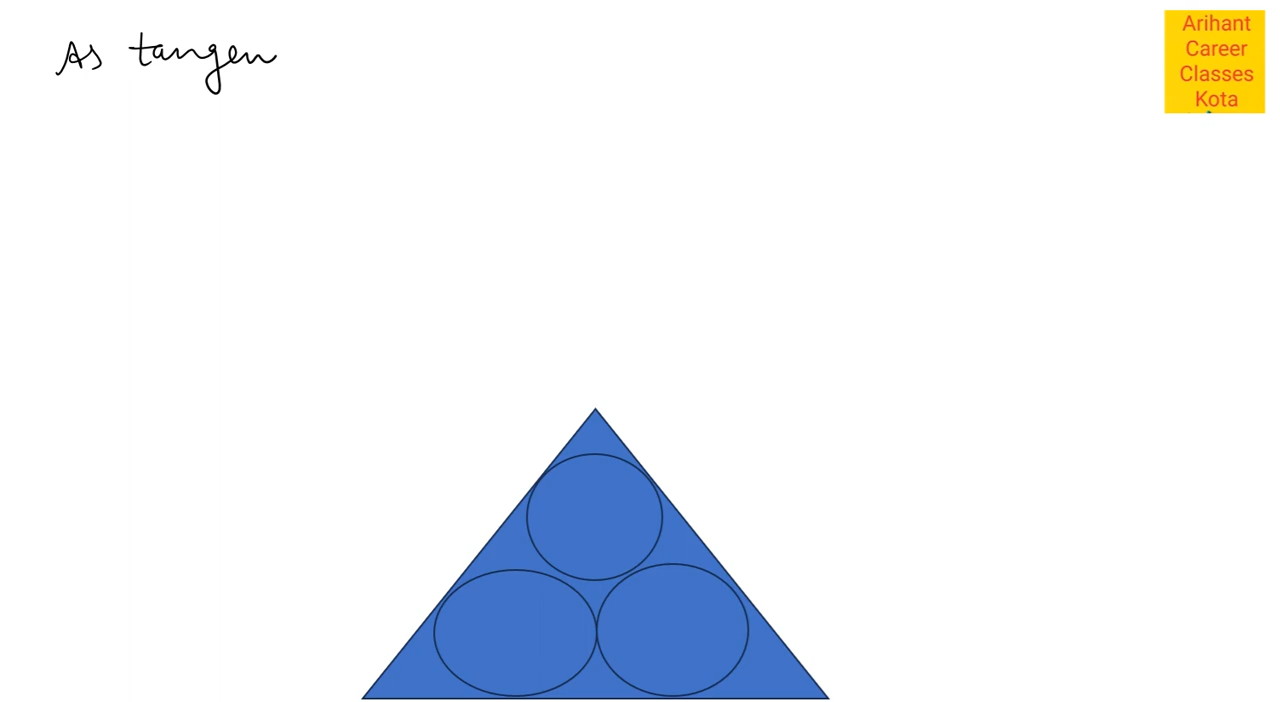 As tangen
Arihant
Career
Classes
Kota